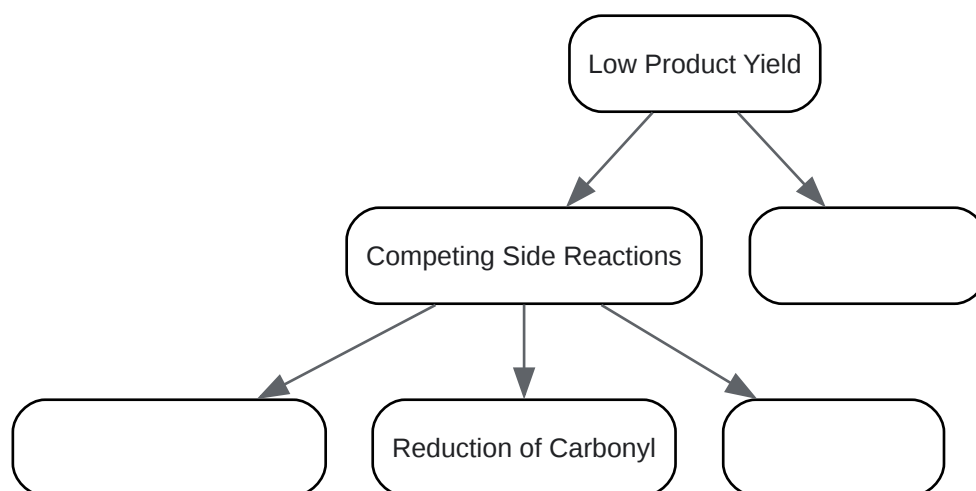 Low Product Yield
Competing Side Reactions
Reduction of Carbonyl